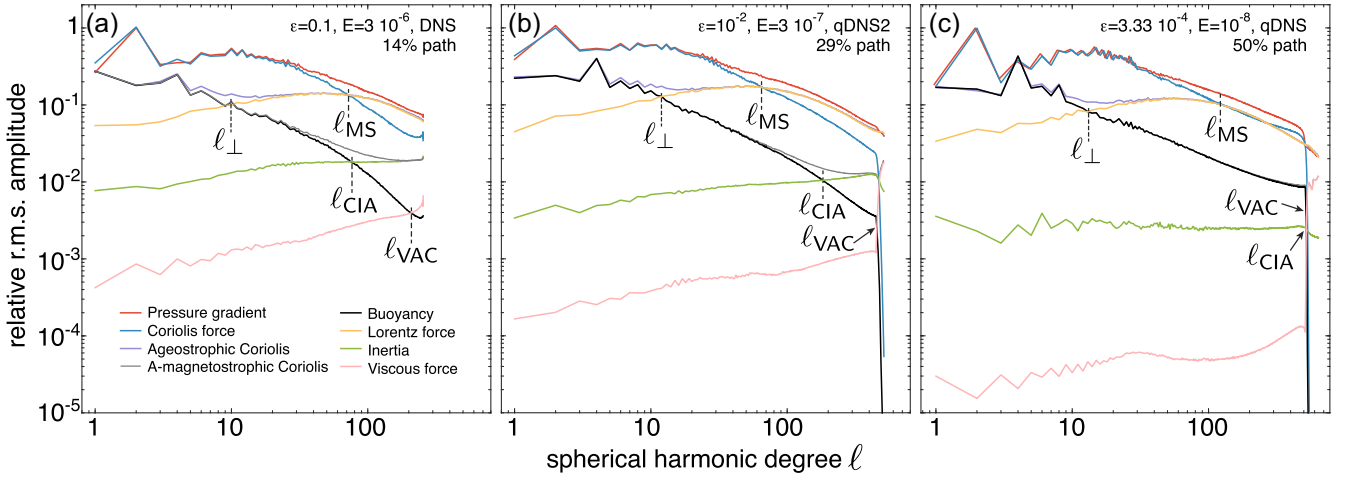 (a)
ε=0.1, E=3 10⁻⁶, DNS
14% path
(b)
ε=10⁻², E=3 10⁻⁷, qDNS2
29% path
(c)
ε=3.33 10⁻⁴, E=10⁻⁸, qDNS
50% path
relative r.m.s. amplitude
1
10⁻¹
10⁻²
10⁻³
10⁻⁴
10⁻⁵
ℓ⊥
ℓMS
ℓCIA
ℓVAC
ℓ⊥
ℓMS
ℓCIA
ℓVAC
ℓ⊥
ℓMS
ℓVAC
ℓCIA
Pressure gradient
Coriolis force
Ageostrophic Coriolis
A-magnetostrophic Coriolis
Buoyancy
Lorentz force
Inertia
Viscous force
1 10 100
1 10 100
1 10 100
spherical harmonic degree ℓ